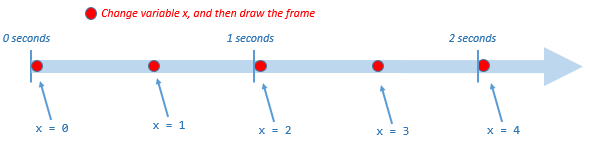 Change variable x, and then draw the frame
0 seconds
1 seconds
2 seconds
x = 0
x = 1
x = 2
x = 3
x = 4